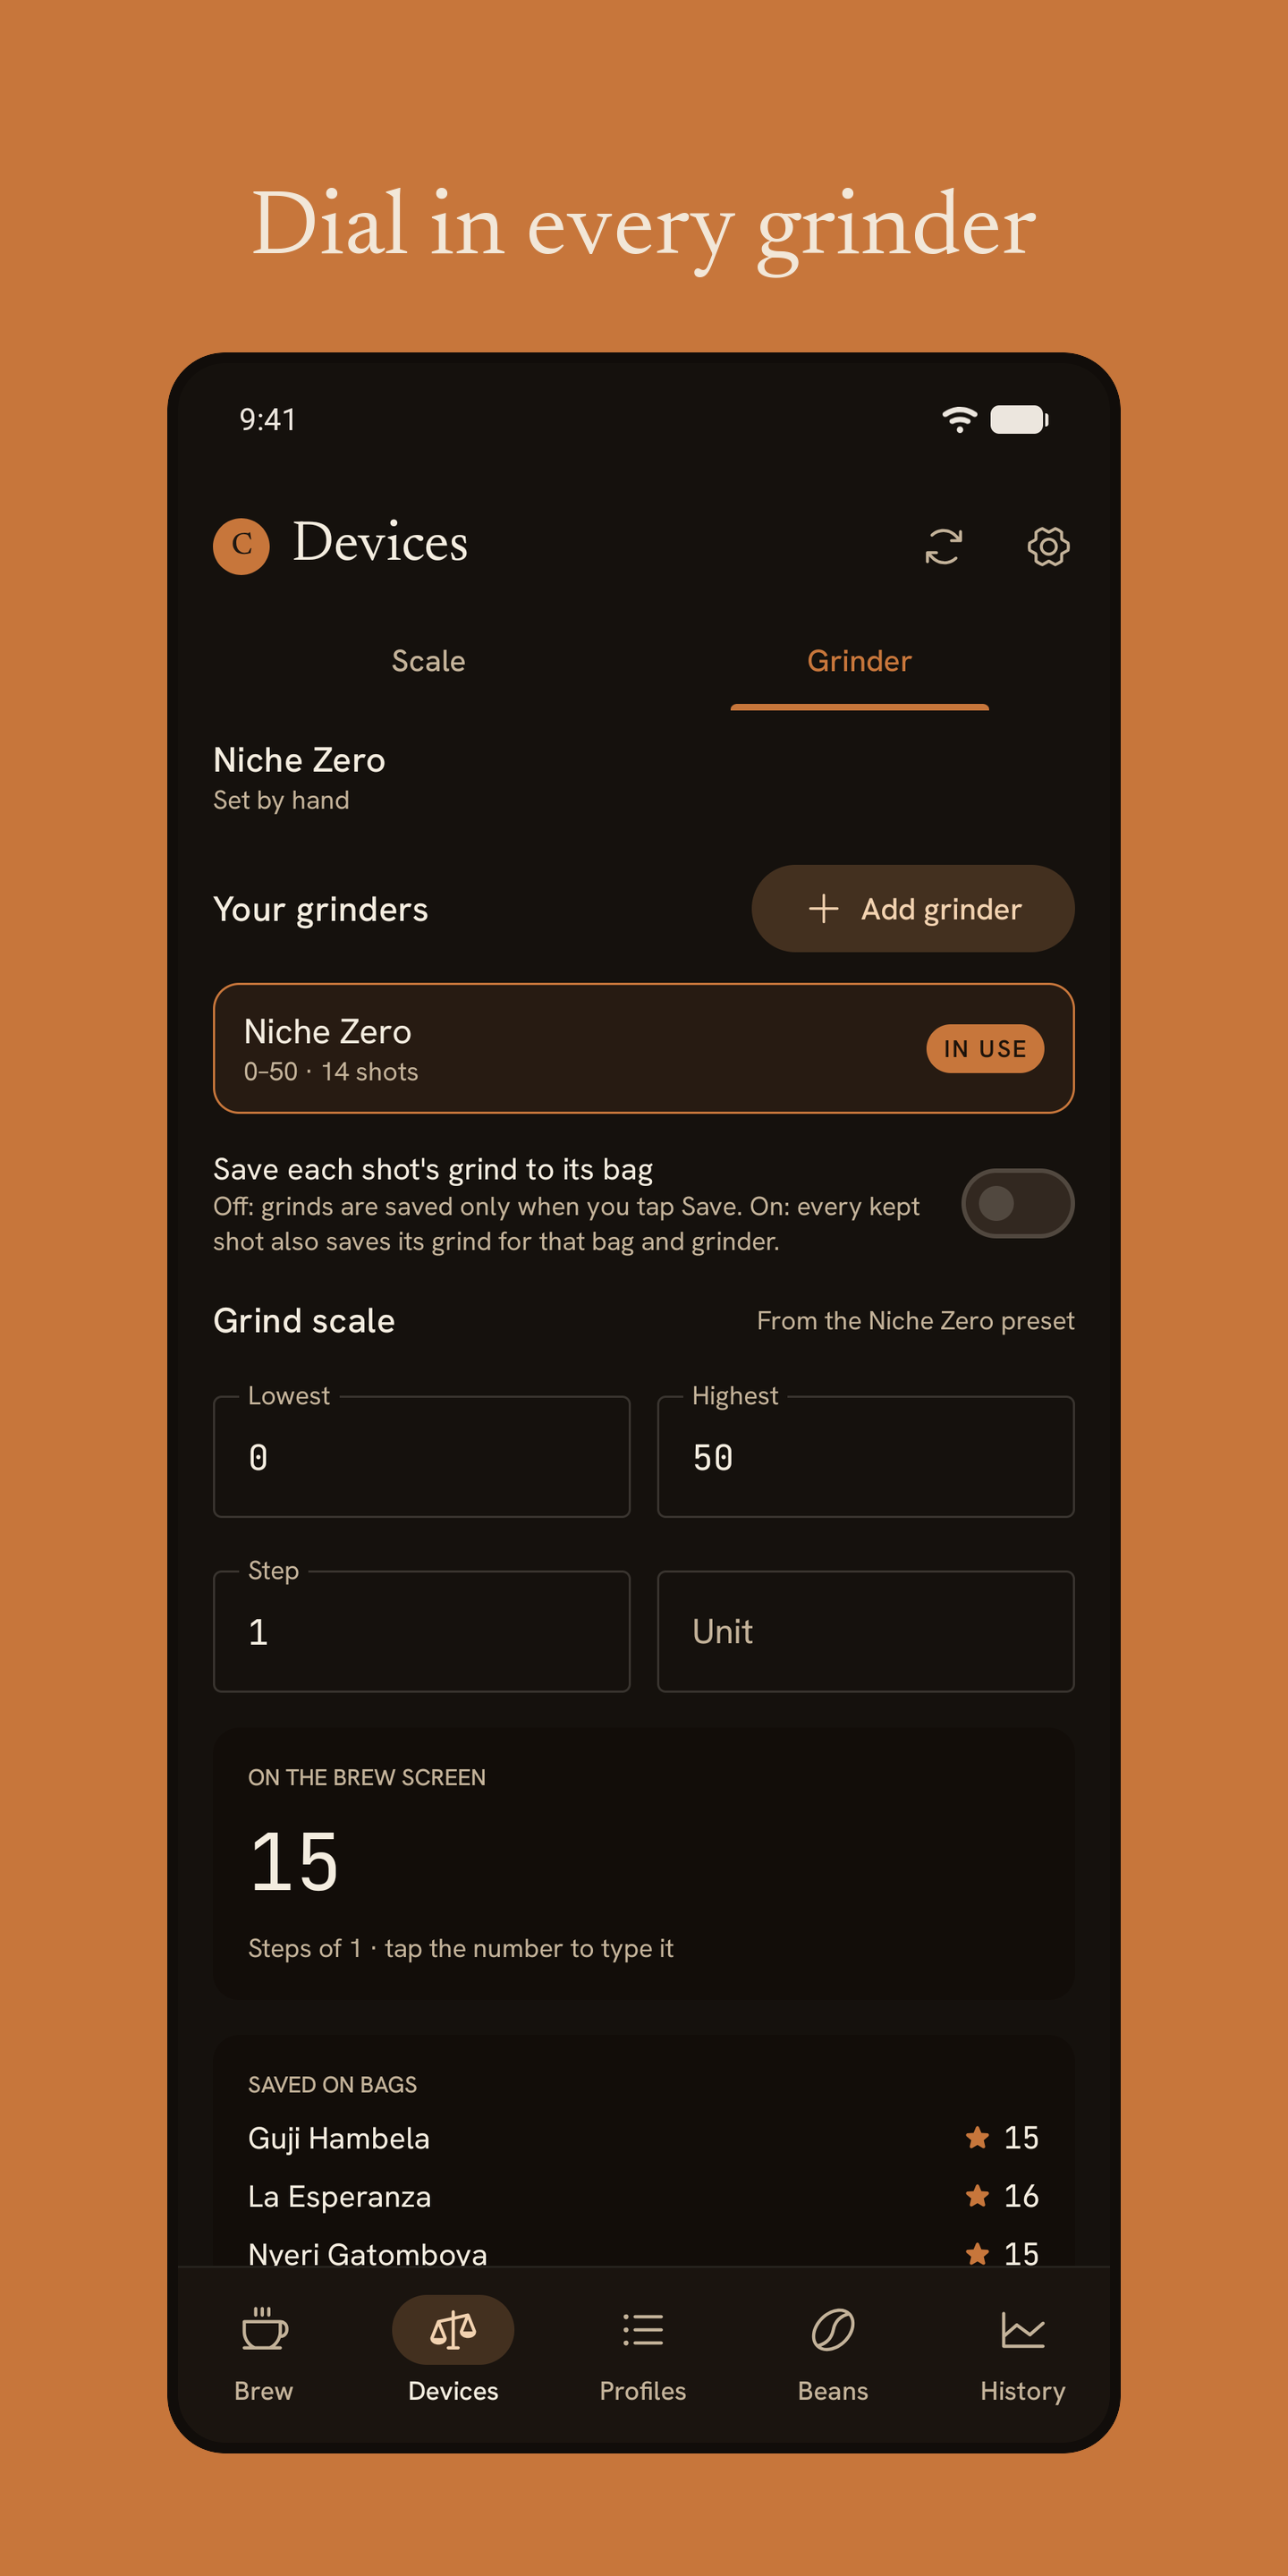 Dial in every grinder
9:41
C Devices
Scale Grinder
Niche Zero
Set by hand
Your grinders
Add grinder
Niche Zero
0–50 · 14 shots
IN USE
Save each shot's grind to its bag
Off: grinds are saved only when you tap Save. On: every kept
shot also saves its grind for that bag and grinder.
Grind scale
From the Niche Zero preset
Lowest Highest
0 50
Step
1 Unit
ON THE BREW SCREEN
15
Steps of 1 · tap the number to type it
SAVED ON BAGS
Guji Hambela 15
La Esperanza 16
Nyeri Gatomboya 15
Brew Devices Profiles Beans History